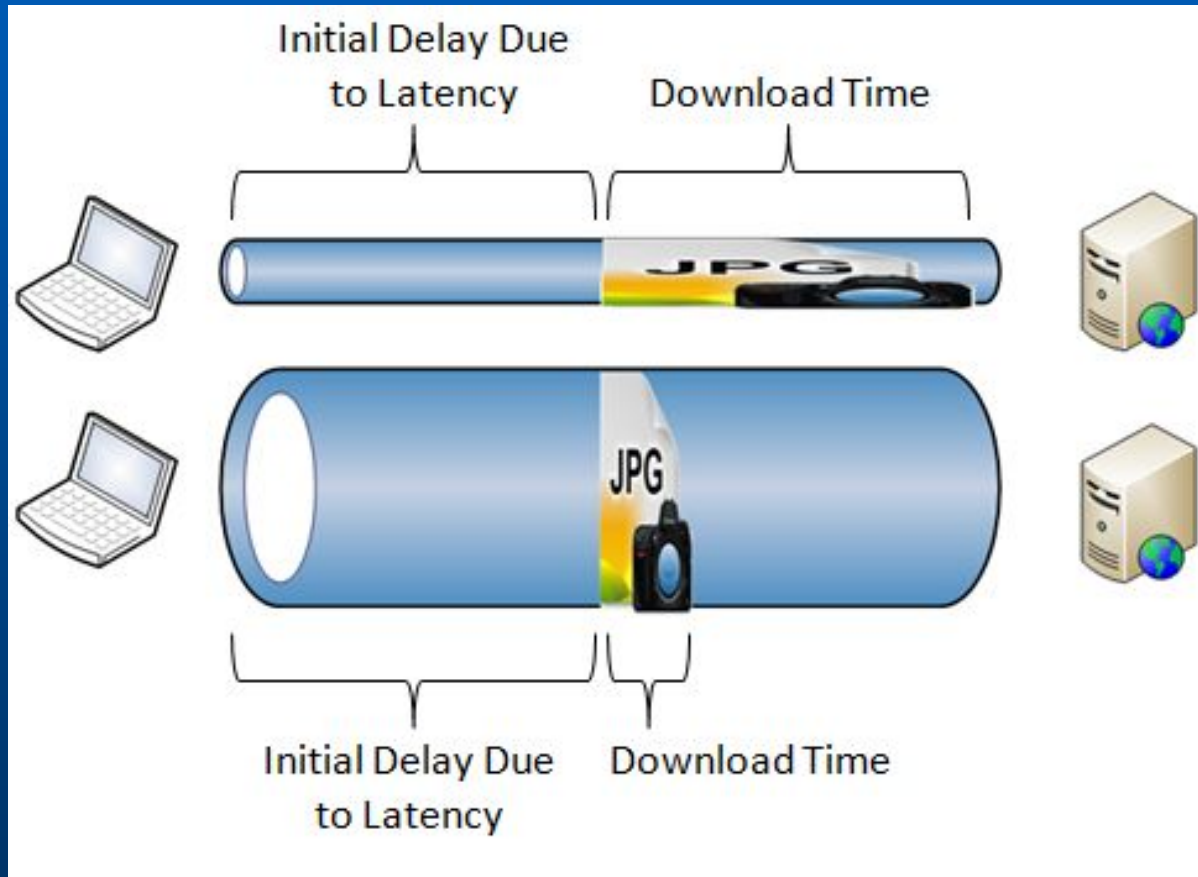 Initial Delay Due
to Latency
Download Time
JPG
JPG
Initial Delay Due
to Latency
Download Time